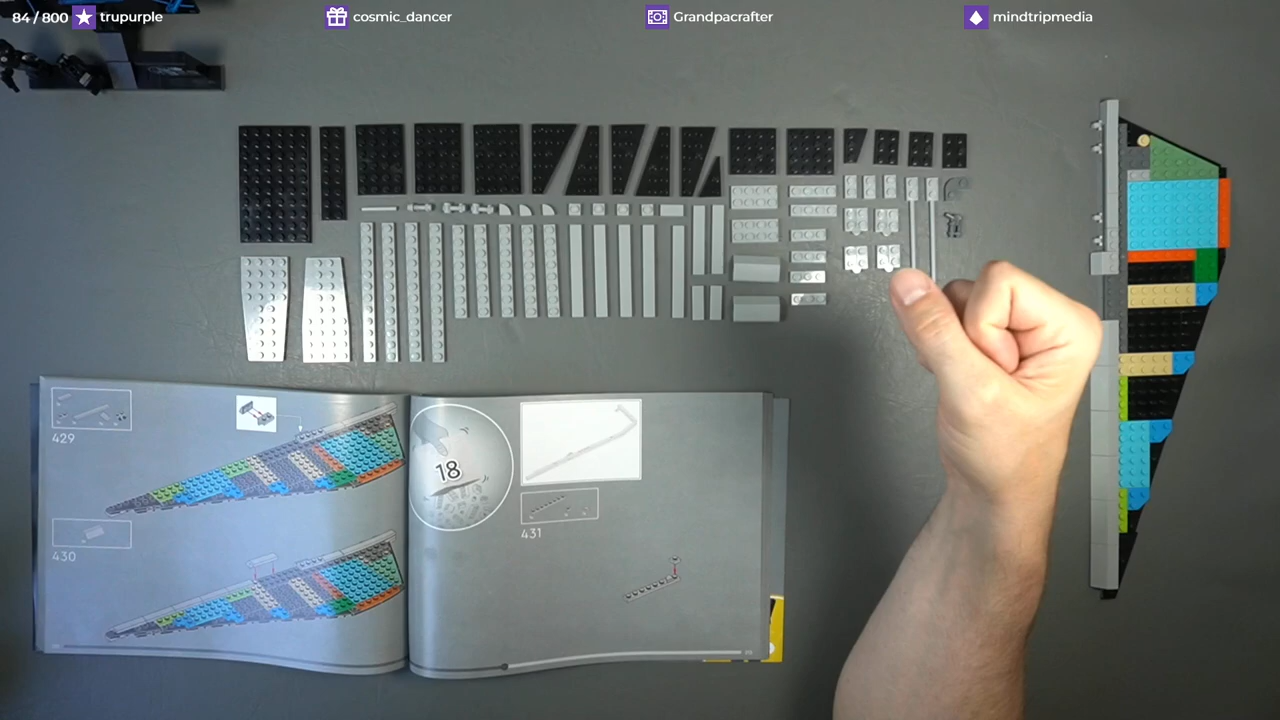 84 / 800
trupurple
cosmic_dancer
Grandpacrafter
mindtripmedia
429
430
18
431